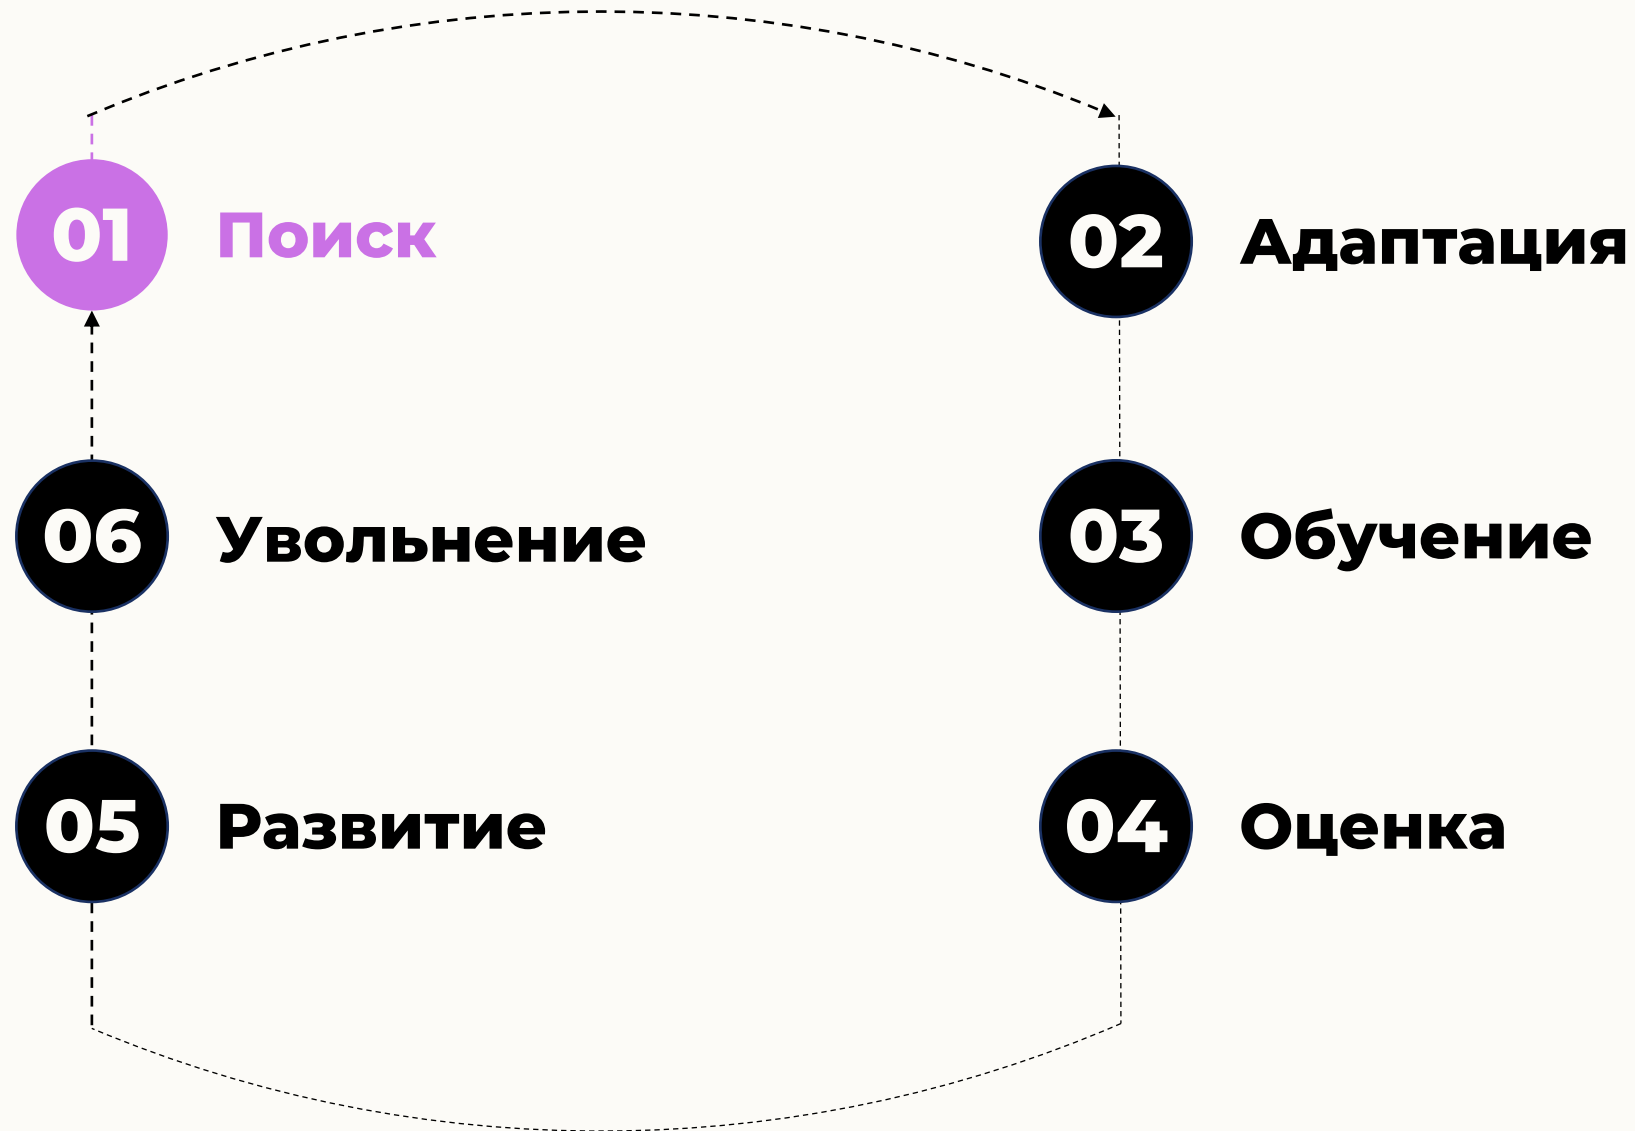 01 Поиск
02 Адаптация
03 Обучение
04 Оценка
05 Развитие
06 Увольнение